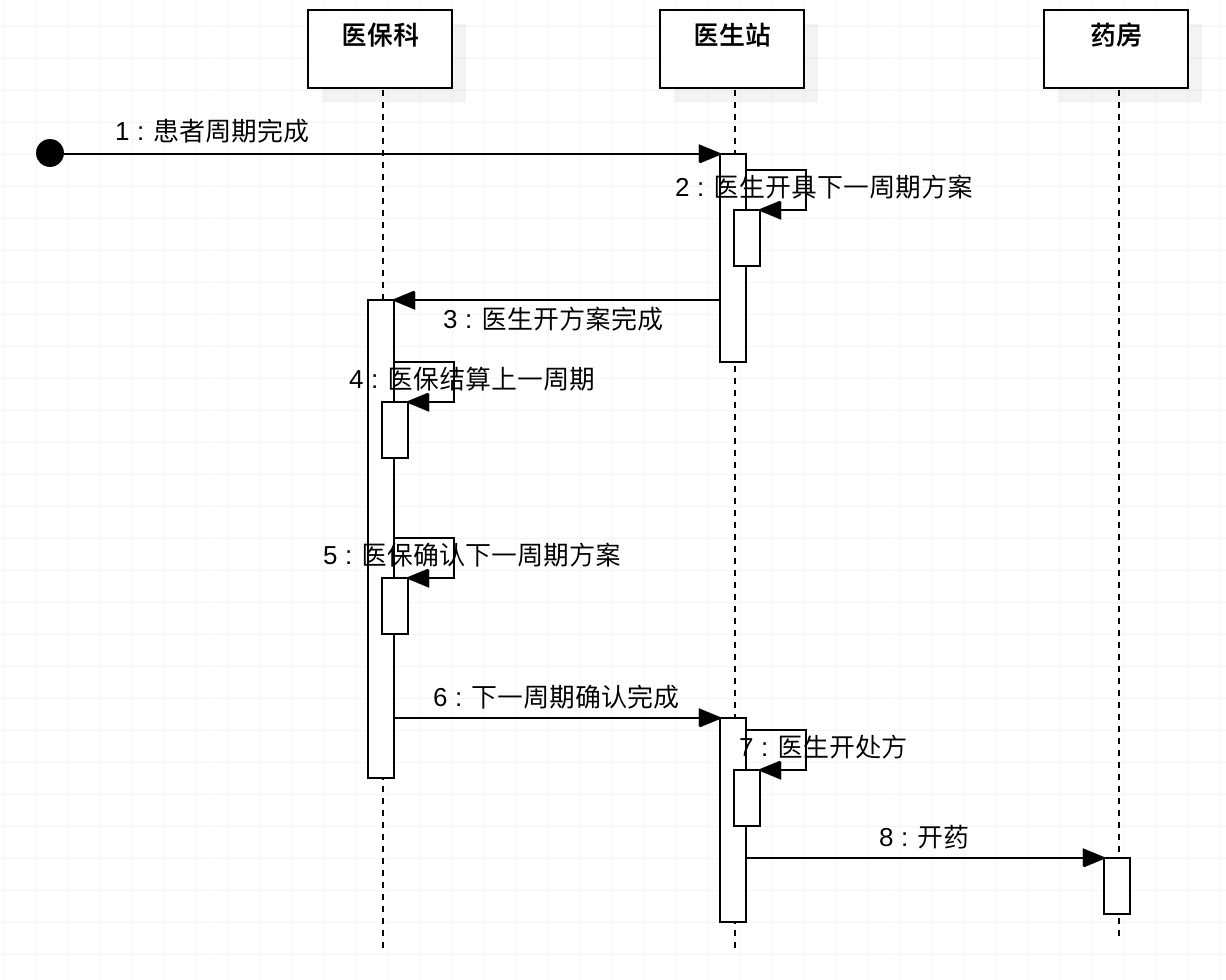 医保科
医生站
药房
1 : 患者周期完成
2 : 医生开具下一周期方案
3 : 医生开方案完成
4 : 医保结算上一周期
5 : 医保确认下一周期方案
6 : 下一周期确认完成
7 : 医生开处方
8 : 开药